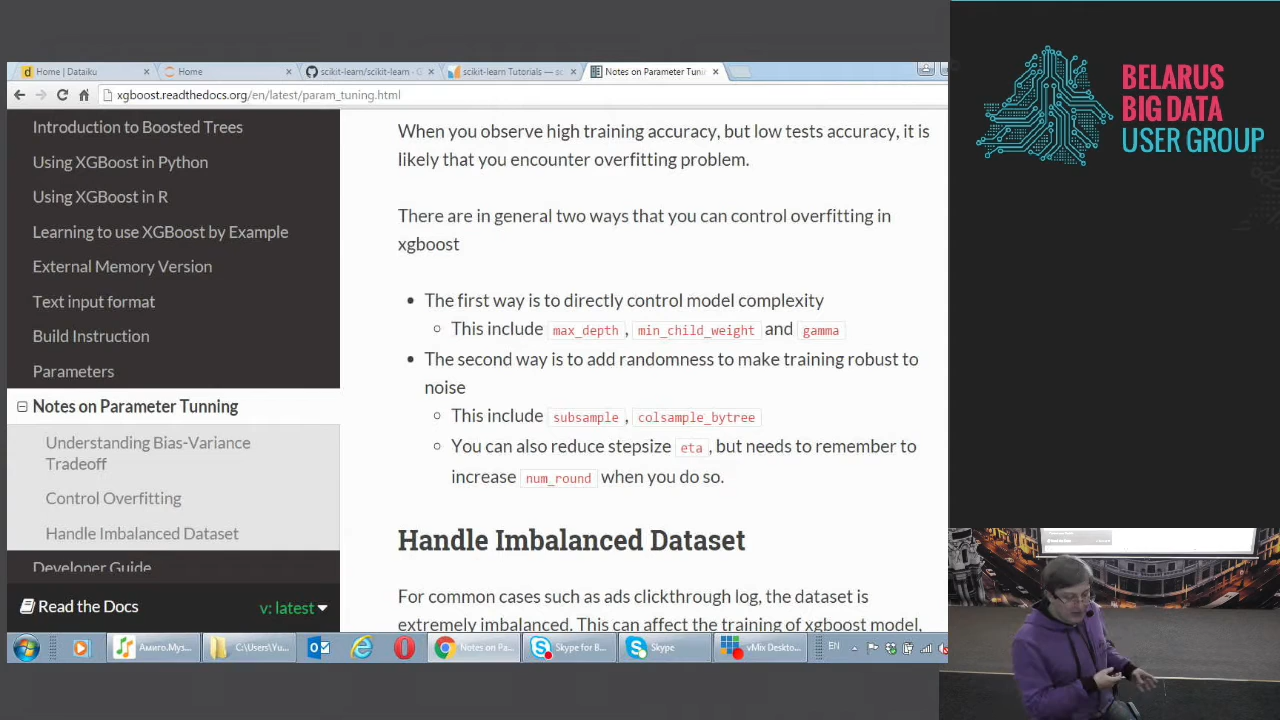 Home | Dataiku
Home
scikit-learn/scikit-learn · G
scikit-learn Tutorials — sc
Notes on Parameter Tunin
xgboost.readthedocs.org/en/latest/param_tuning.html
Introduction to Boosted Trees
Using XGBoost in Python
Using XGBoost in R
Learning to use XGBoost by Example
External Memory Version
Text input format
Build Instruction
Parameters
Notes on Parameter Tunning
Understanding Bias-Variance
Tradeoff
Control Overfitting
Handle Imbalanced Dataset
Developer Guide
Read the Docs
v: latest
When you observe high training accuracy, but low tests accuracy, it is
likely that you encounter overfitting problem.
There are in general two ways that you can control overfitting in
xgboost
The first way is to directly control model complexity
This include max_depth , min_child_weight and gamma
The second way is to add randomness to make training robust to
noise
This include subsample , colsample_bytree
You can also reduce stepsize eta , but needs to remember to
increase num_round when you do so.
Handle Imbalanced Dataset
For common cases such as ads clickthrough log, the dataset is
extremely imbalanced. This can affect the training of xgboost model,
Амиго.Муз...
C:\Users\Yu...
Notes on Pa...
Skype for B...
Skype
vMix Deskto...
EN
BELARUS
BIG DATA
USER GROUP